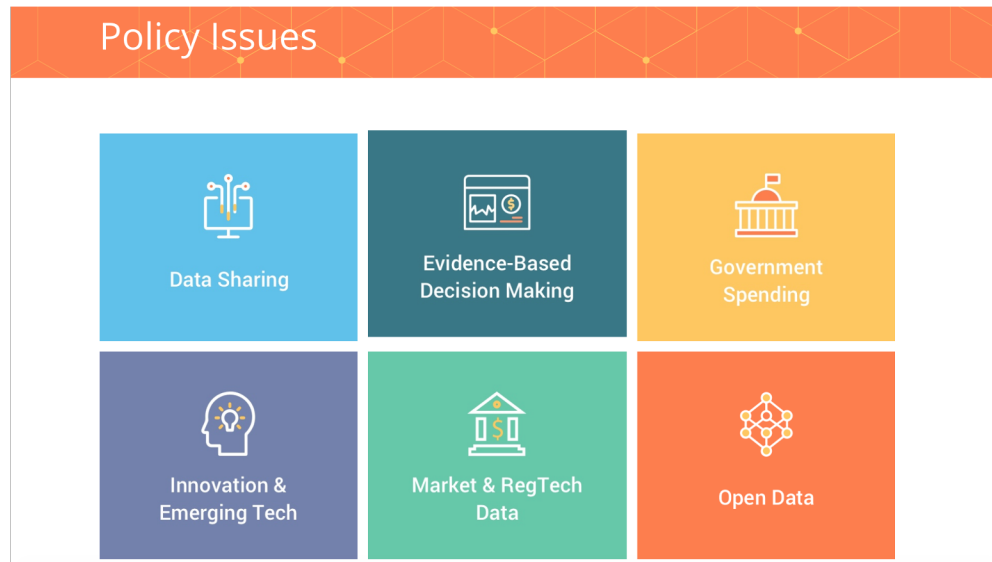 Policy Issues
Data Sharing
Evidence-Based
Decision Making
Government
Spending
Innovation &
Emerging Tech
Market & RegTech
Data
Open Data